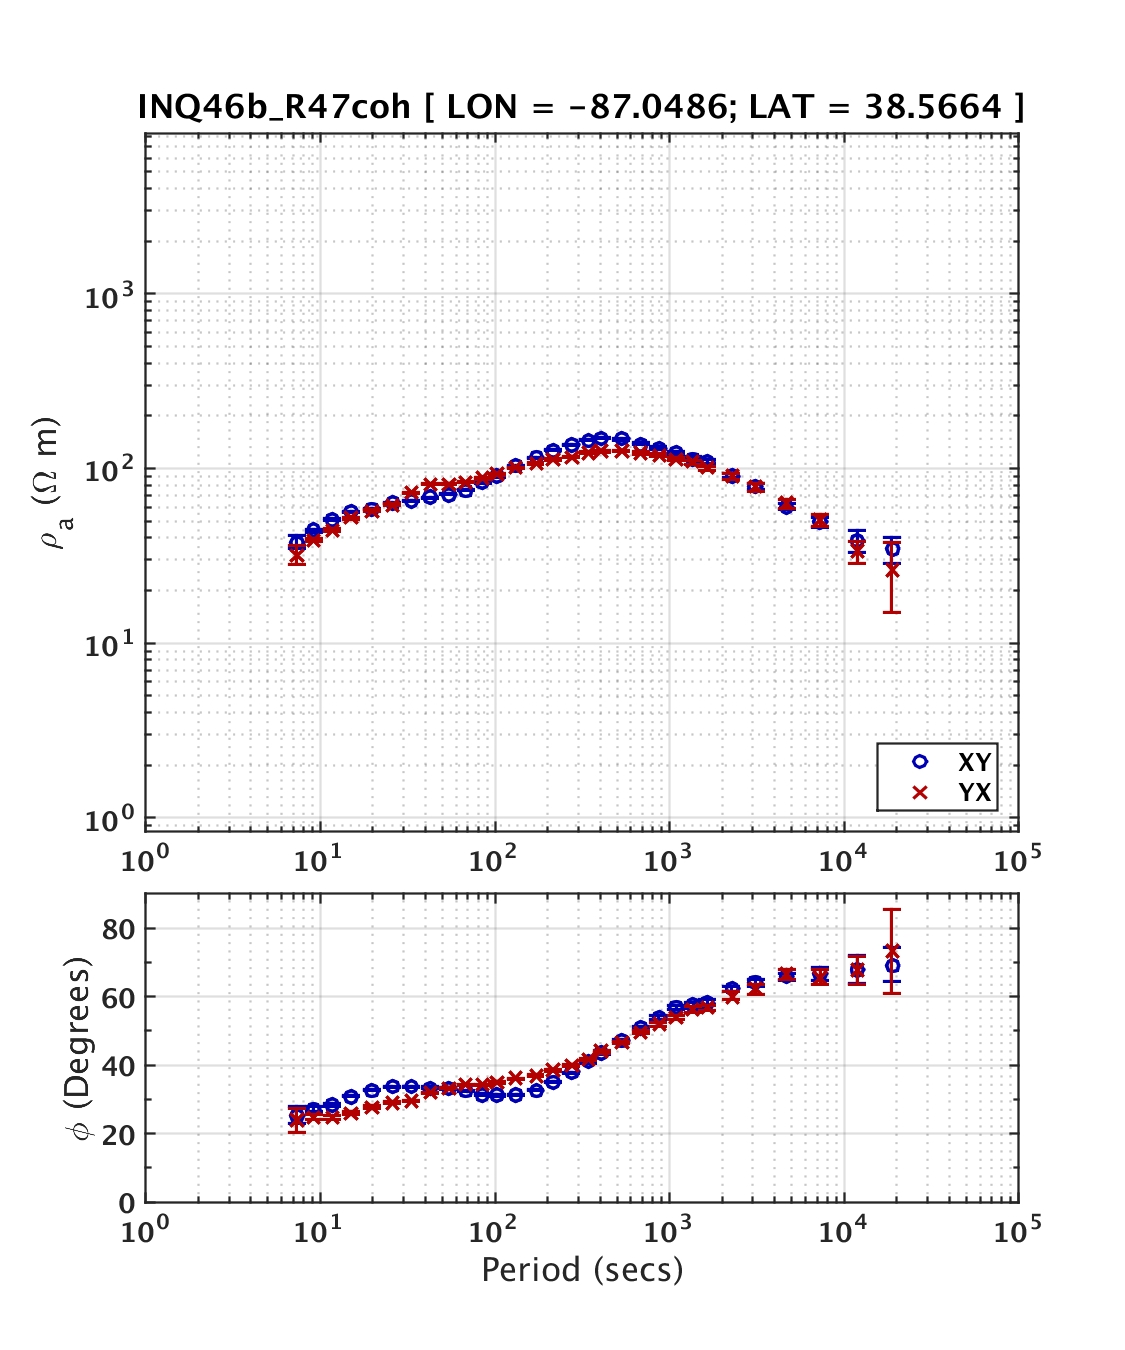 INQ46b_R47coh [ LON = −87.0486; LAT = 38.5664 ]
10³
10²
10¹
10⁰
ρa (Ω m)
XY
YX
10⁰ 10¹ 10² 10³ 10⁴ 10⁵
80
60
40
20
0
ϕ (Degrees)
10⁰ 10¹ 10² 10³ 10⁴ 10⁵
Period (secs)